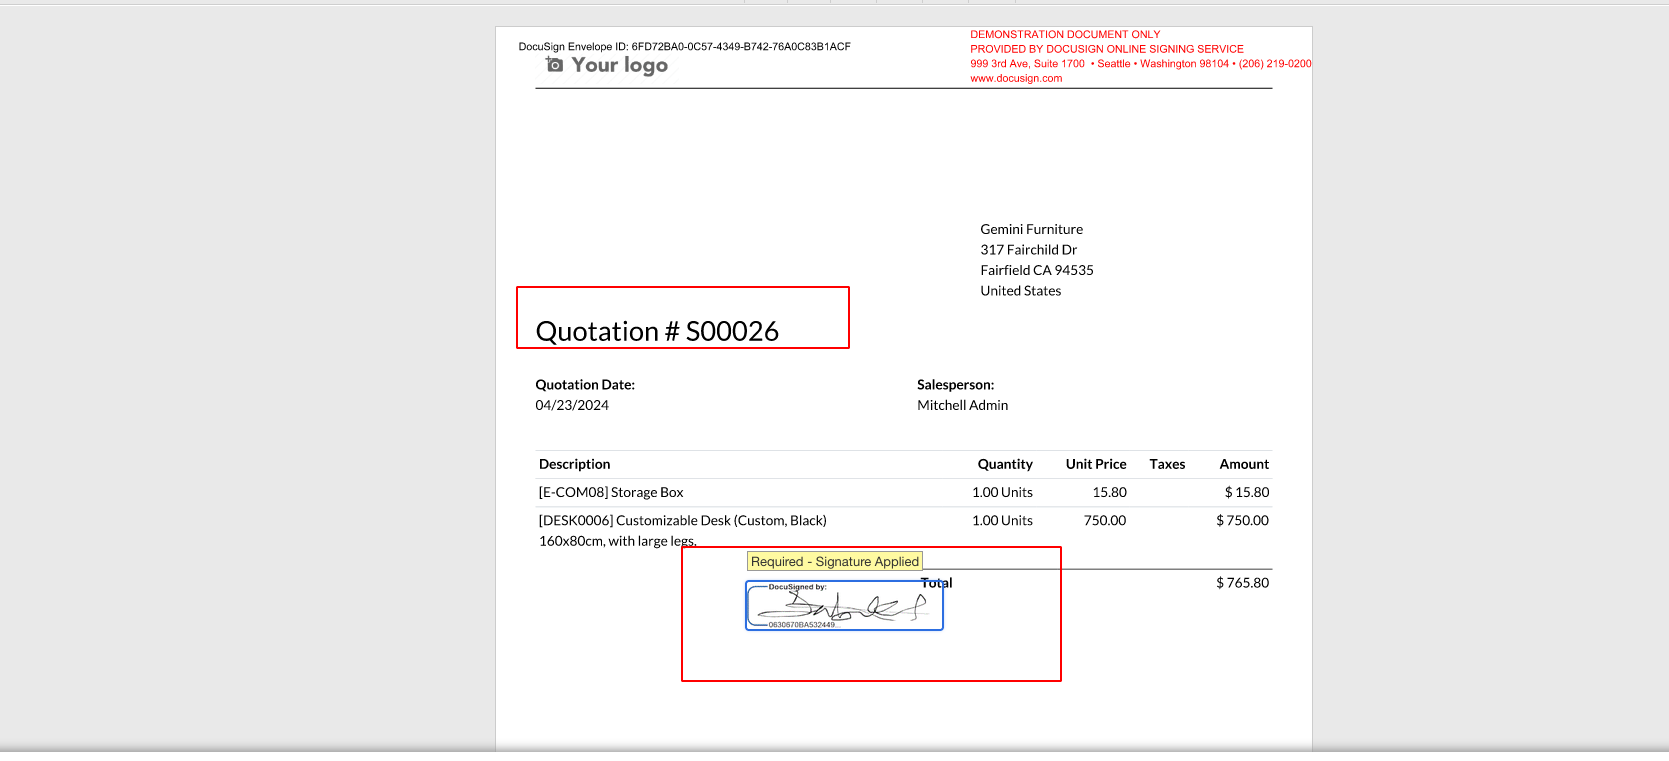 DocuSign Envelope ID: 6FD72BA0-0C57-4349-B742-76A0C83B1ACF
Your logo
DEMONSTRATION DOCUMENT ONLY
PROVIDED BY DOCUSIGN ONLINE SIGNING SERVICE
999 3rd Ave, Suite 1700 • Seattle • Washington 98104 • (206) 219-0200
www.docusign.com
Gemini Furniture
317 Fairchild Dr
Fairfield CA 94535
United States
Quotation # S00026
Quotation Date: Salesperson:
04/23/2024 Mitchell Admin
Description Quantity Unit Price Taxes Amount
[E-COM08] Storage Box 1.00 Units 15.80 $ 15.80
[DESK0006] Customizable Desk (Custom, Black) 1.00 Units 750.00 $ 750.00
160x80cm, with large legs.
Required - Signature Applied
Total $ 765.80
DocuSigned by:
0630670BA532449...